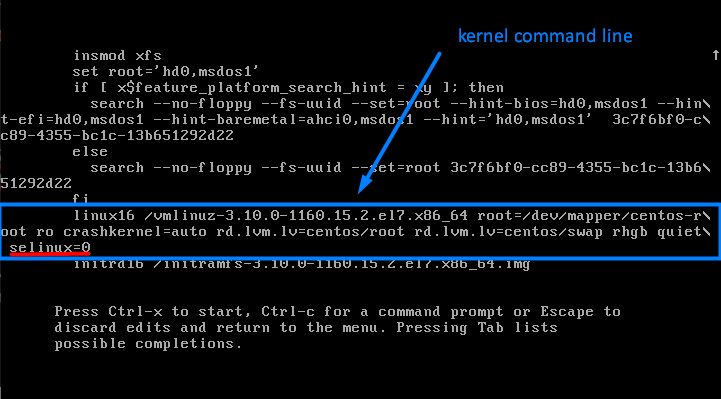 kernel command line
insmod xfs ↑
set root='hd0,msdos1'
if [ x$feature_platform_search_hint = xy ]; then
search --no-floppy --fs-uuid --set=root --hint-bios=hd0,msdos1 --hin\
t-efi=hd0,msdos1 --hint-baremetal=ahci0,msdos1 --hint='hd0,msdos1'  3c7f6bf0-c\
c89-4355-bc1c-13b651292d22
else
search --no-floppy --fs-uuid --set=root 3c7f6bf0-cc89-4355-bc1c-13b6\
51292d22
fi
linux16 /vmlinuz-3.10.0-1160.15.2.el7.x86_64 root=/dev/mapper/centos-r\
oot ro crashkernel=auto rd.lvm.lv=centos/root rd.lvm.lv=centos/swap rhgb quiet\
selinux=0
initrd16 /initramfs-3.10.0-1160.15.2.el7.x86_64.img
Press Ctrl-x to start, Ctrl-c for a command prompt or Escape to
discard edits and return to the menu. Pressing Tab lists
possible completions.